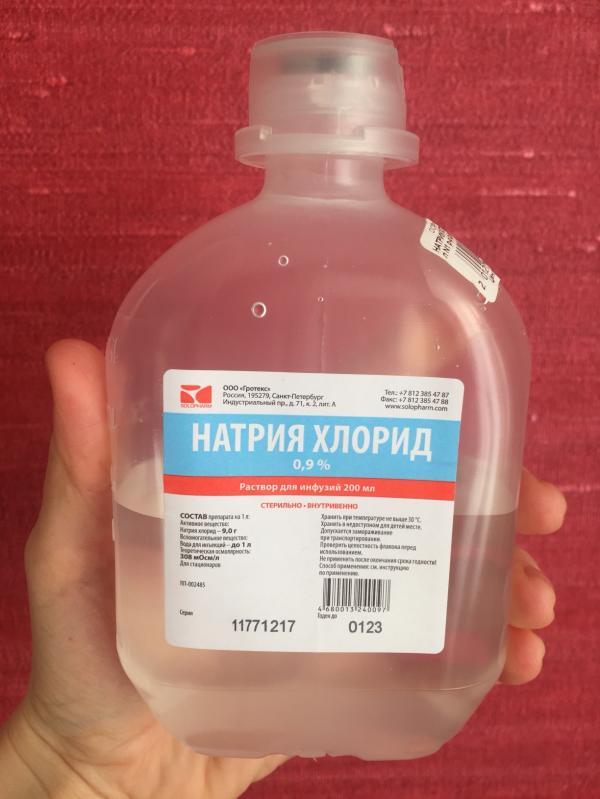 SOLOPHARM
ООО «Гротекс»
Россия, 195279, Санкт-Петербург
Индустриальный пр., д. 71, к. 2, лит. А
Тел.: +7 812 385 47 87
Факс: +7 812 385 47 88
www.solopharm.com
НАТРИЯ ХЛОРИД
0,9 %
Раствор для инфузий 200 мл
СТЕРИЛЬНО • ВНУТРИВЕННО
СОСТАВ препарата на 1 л:
Активное вещество:
Натрия хлорид – 9,0 г
Вспомогательное вещество:
Вода для инъекций – до 1 л
Теоретическая осмолярность:
308 мОсм/л
Для стационаров
ЛП-002485
Хранить при температуре не выше 30 °С.
Хранить в недоступном для детей месте.
Допускается замораживание
при транспортировании.
Проверить целостность флакона перед
использованием.
Не применять после окончания срока годности!
Способ применения: см. инструкцию
по применению.
4 680013 240097
Серия
11771217
Годен до
0123